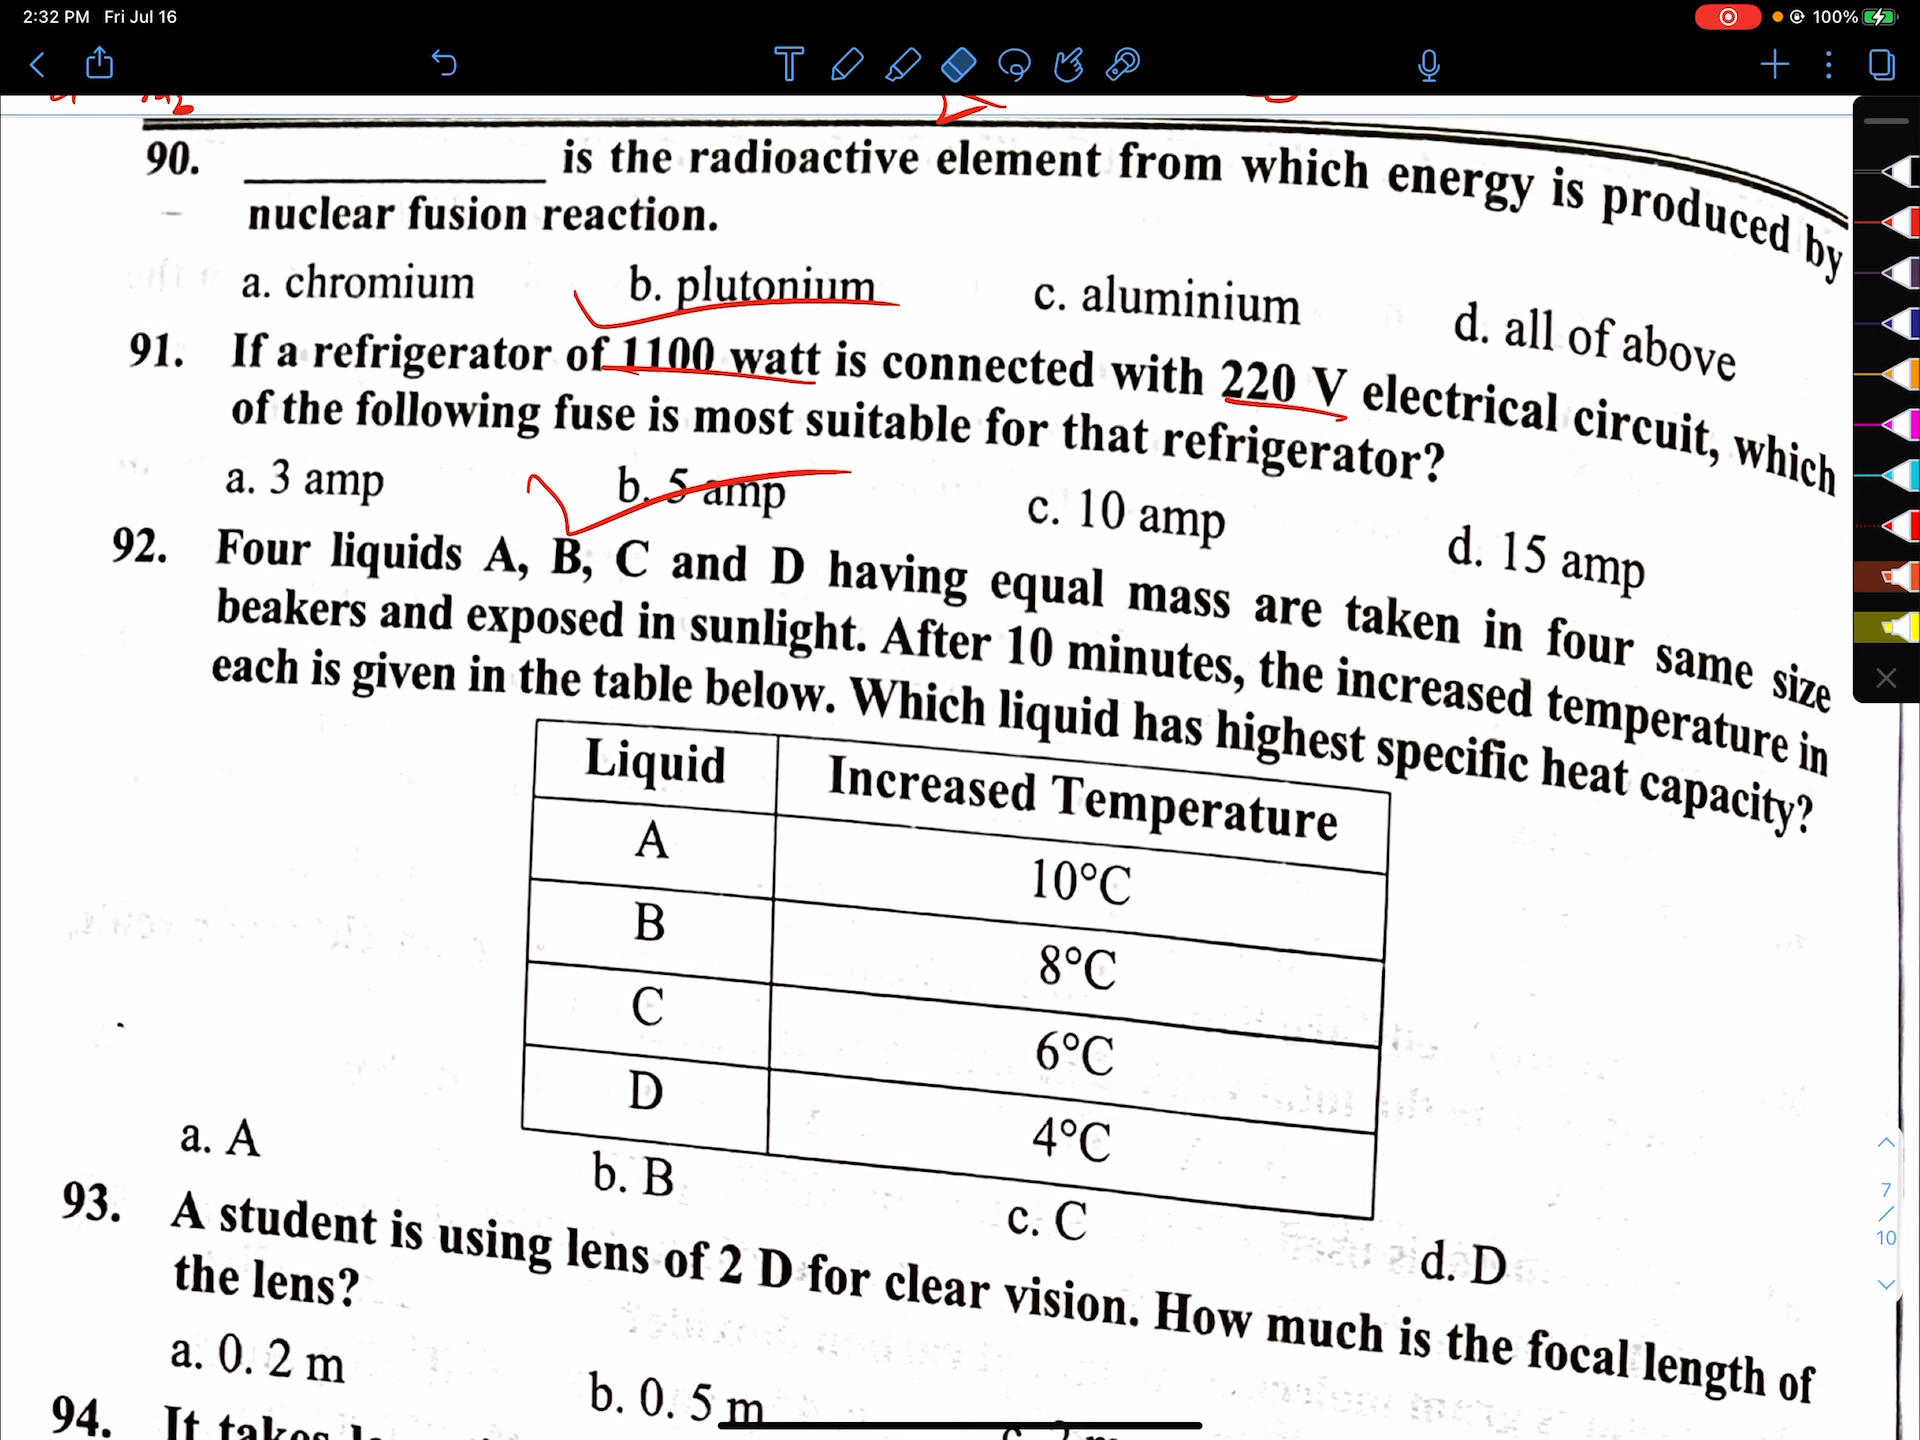 2:32 PM Fri Jul 16
100%
90. ____________ is the radioactive element from which energy is produced by
nuclear fusion reaction.
a. chromium b. plutonium c. aluminium d. all of above
91. If a refrigerator of 1100 watt is connected with 220 V electrical circuit, which
of the following fuse is most suitable for that refrigerator?
a. 3 amp b. 5 amp c. 10 amp d. 15 amp
92. Four liquids A, B, C and D having equal mass are taken in four same size
beakers and exposed in sunlight. After 10 minutes, the increased temperature in
each is given in the table below. Which liquid has highest specific heat capacity?
Liquid Increased Temperature
A 10°C
B 8°C
C 6°C
D 4°C
a. A b. B c. C d. D
93. A student is using lens of 2 D for clear vision. How much is the focal length of
the lens?
a. 0. 2 m b. 0. 5 m
94. It takes
7
/
10